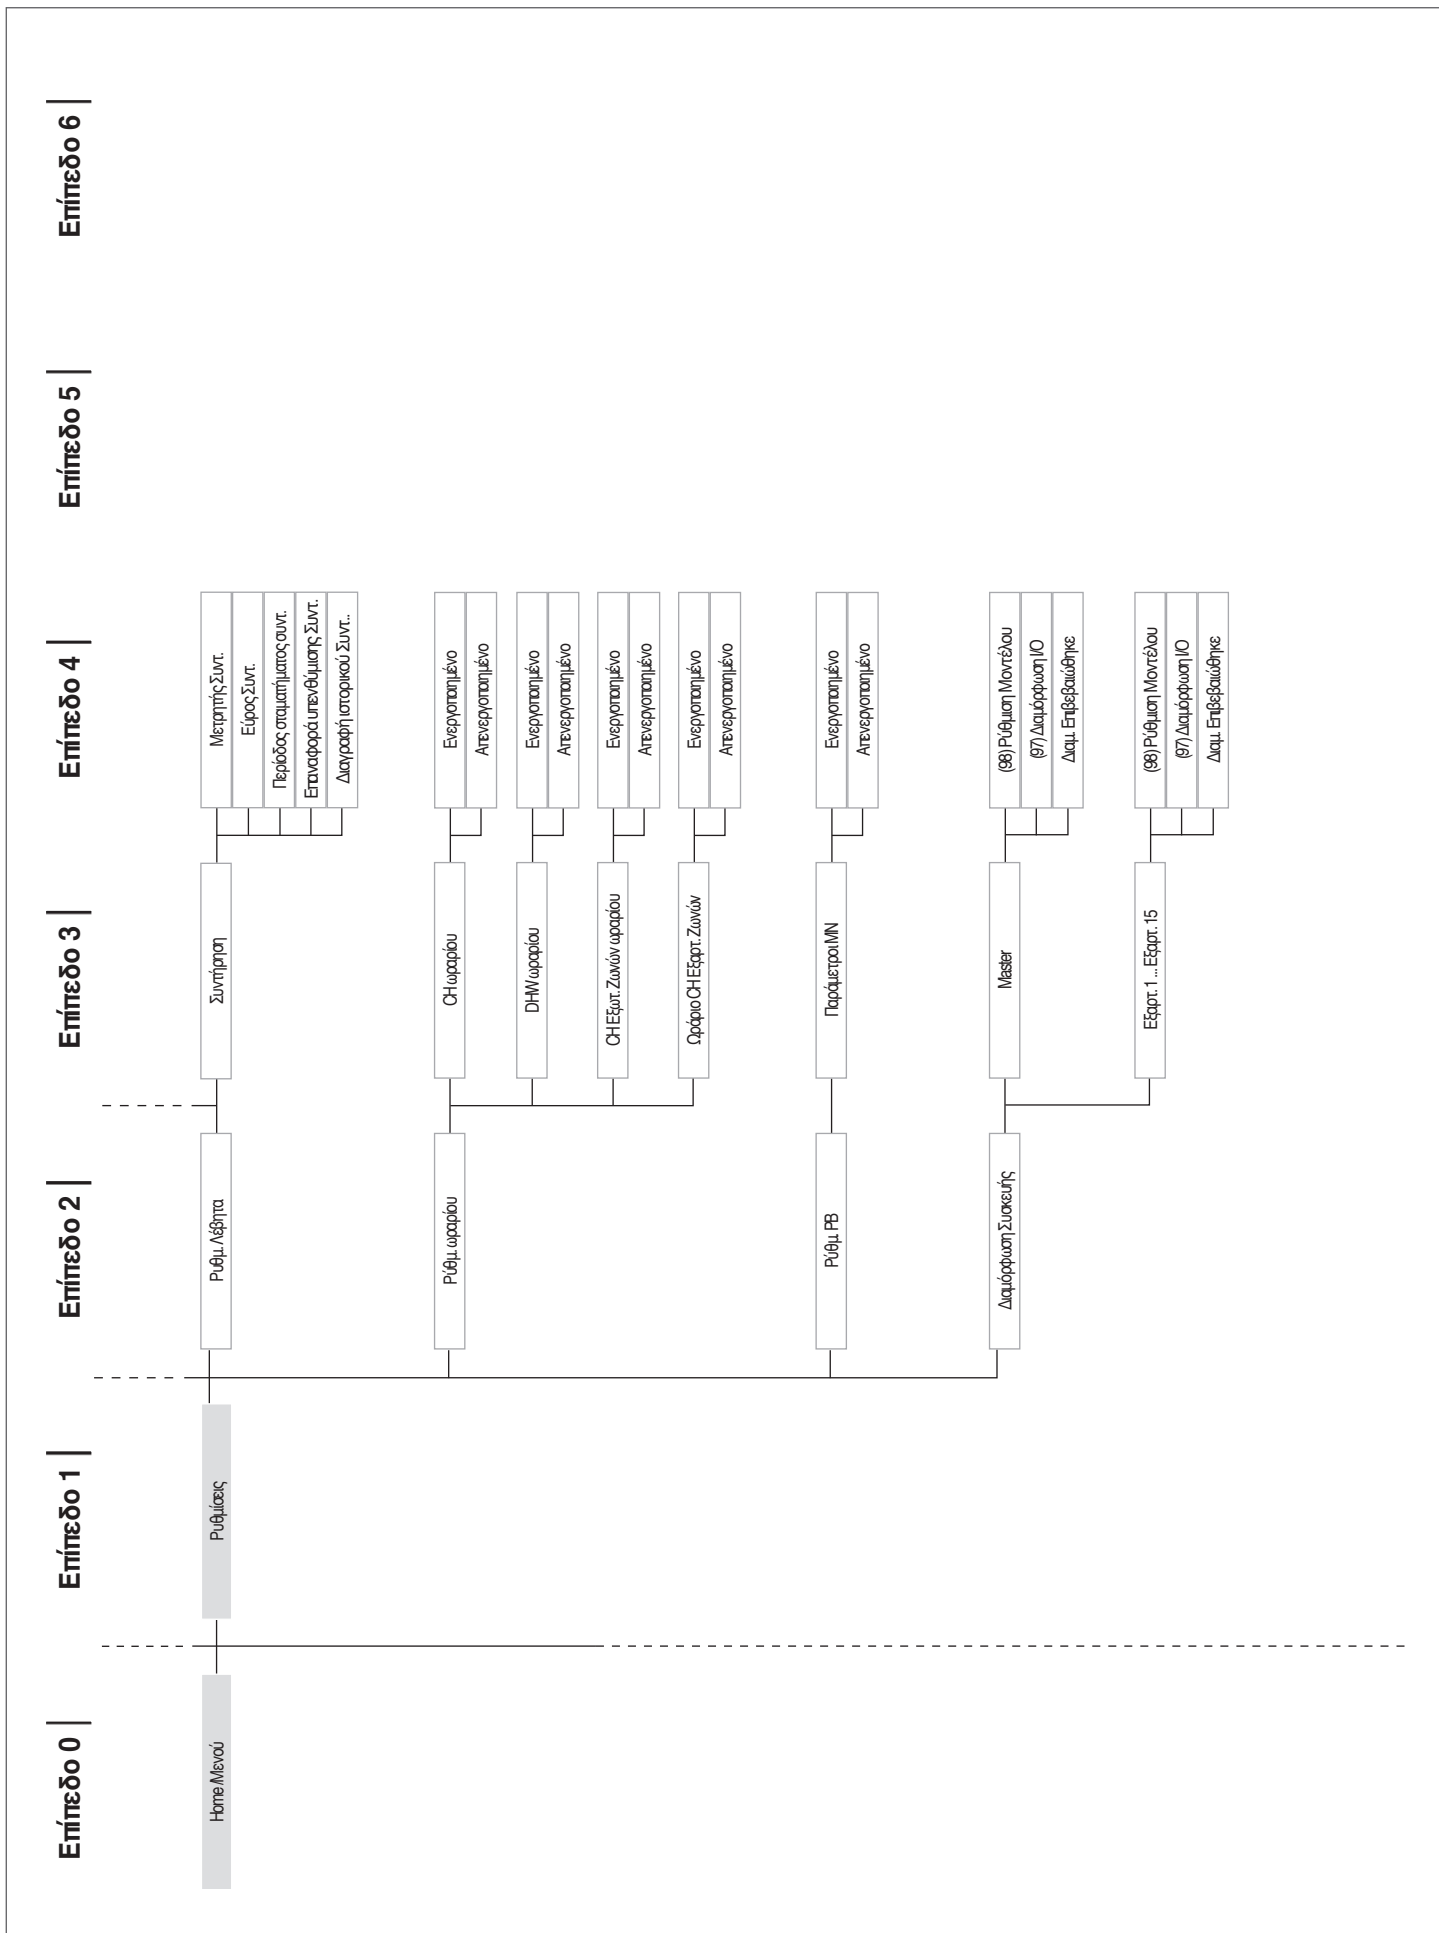 Επίπεδο 0
Επίπεδο 1
Επίπεδο 2
Επίπεδο 3
Επίπεδο 4
Επίπεδο 5
Επίπεδο 6
Home /Μενού
Ρυθμίσεις
Ρυθμ. Λέβητα
Συντήρηση
Μετρητής Συντ.
Εύρος Συντ.
Περίοδος σταματήματος συντ.
Επαναφορά υπενθύμισης Συντ.
Διαγραφή ιστορικού Συντ..
Ρύθμ. ωραρίου
CH ωραρίου
Ενεργοποιημένο
Απενεργοποιημένο
DHW ωραρίου
Ενεργοποιημένο
Απενεργοποιημένο
CH Εξωτ. Ζωνών ωραρίου
Ενεργοποιημένο
Απενεργοποιημένο
Ωράριο CH Εξαρτ. Ζωνών
Ενεργοποιημένο
Απενεργοποιημένο
Ρύθμ. PB
Παράμετροι MN
Ενεργοποιημένο
Απενεργοποιημένο
Διαμόρφωση Συσκευής
Master
(98) Ρύθμιση Μοντέλου
(97) Διαμόρφωση I/O
Διαμ. Επιβεβαιώθηκε
Εξαρτ. 1 ... Εξαρτ. 15
(98) Ρύθμιση Μοντέλου
(97) Διαμόρφωση I/O
Διαμ. Επιβεβαιώθηκε